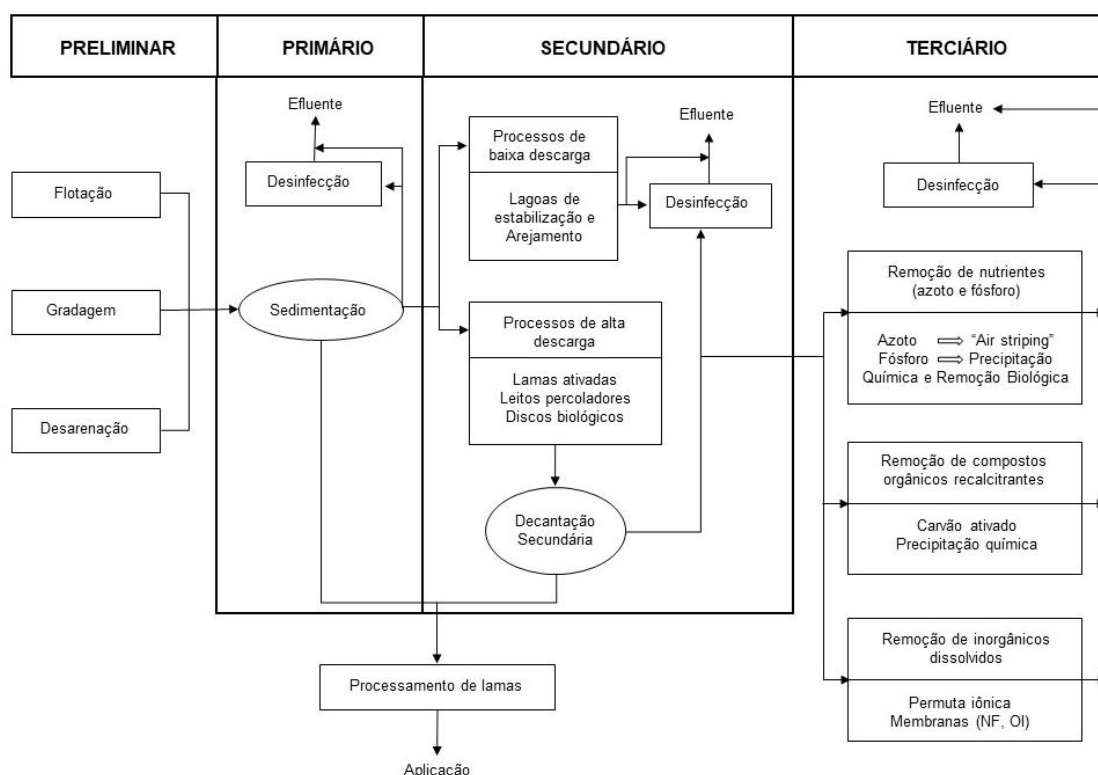 PRELIMINAR
PRIMÁRIO
SECUNDÁRIO
TERCIÁRIO
Flotação
Gradagem
Desarenação
Efluente
Desinfecção
Sedimentação
Processos de
baixa descarga
Lagoas de
estabilização e
Arejamento
Efluente
Desinfecção
Processos de alta
descarga
Lamas ativadas
Leitos percoladores
Discos biológicos
Decantação
Secundária
Efluente
Desinfecção
Remoção de nutrientes
(azoto e fósforo)
Azoto ⇒ “Air striping”
Fósforo ⇒ Precipitação
Química e Remoção Biológica
Remoção de compostos
orgânicos recalcitrantes
Carvão ativado
Precipitação química
Remoção de inorgânicos
dissolvidos
Permuta iônica
Membranas (NF, OI)
Processamento de lamas
Aplicação